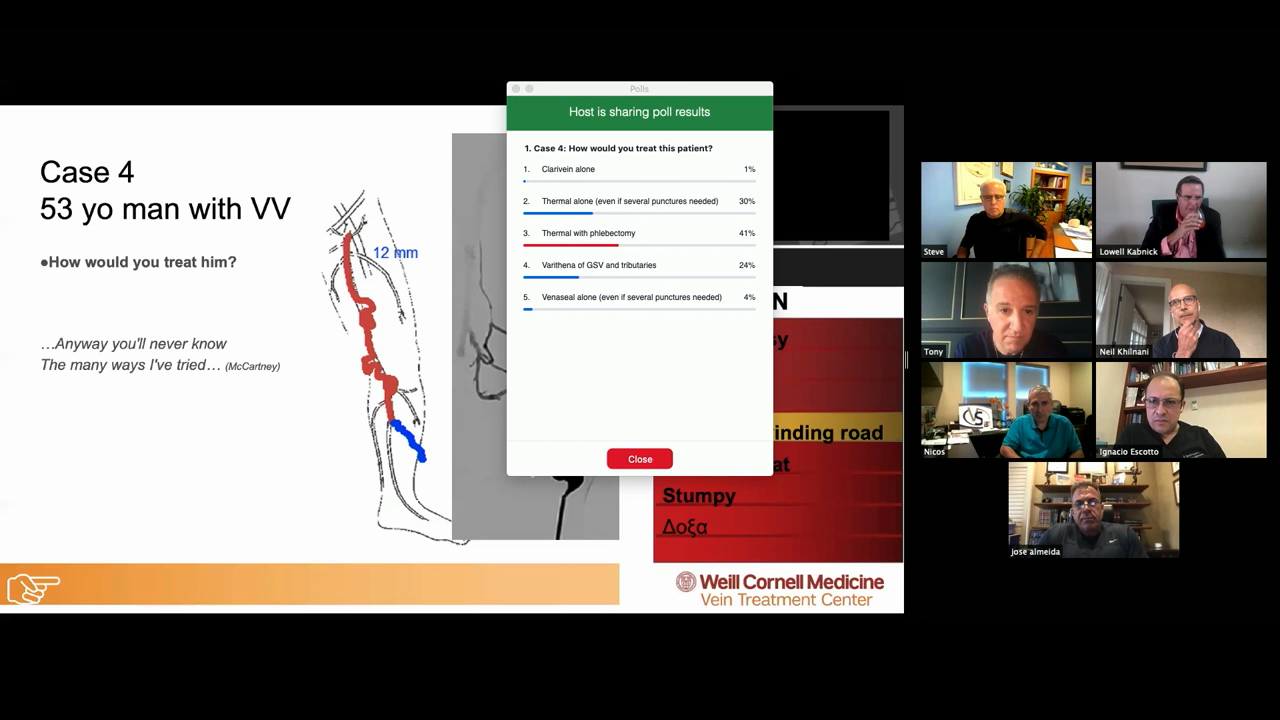 Case 4
53 yo man with VV
●How would you treat him?
…Anyway you'll never know
The many ways I've tried… (McCartney)
12 mm
Polls
Host is sharing poll results
1. Case 4: How would you treat this patient?
1. Clarivein alone 1%
2. Thermal alone (even if several punctures needed) 30%
3. Thermal with phlebectomy 41%
4. Varithena of GSV and tributaries 24%
5. Venaseal alone (even if several punctures needed) 4%
Close
N
sy
inding road
at
Stumpy
Δοξα
Weill Cornell Medicine
Vein Treatment Center
Steve
Lowell Kabnick
Tony
Neil Khilnani
Nicos
Ignacio Escotto
jose almeida